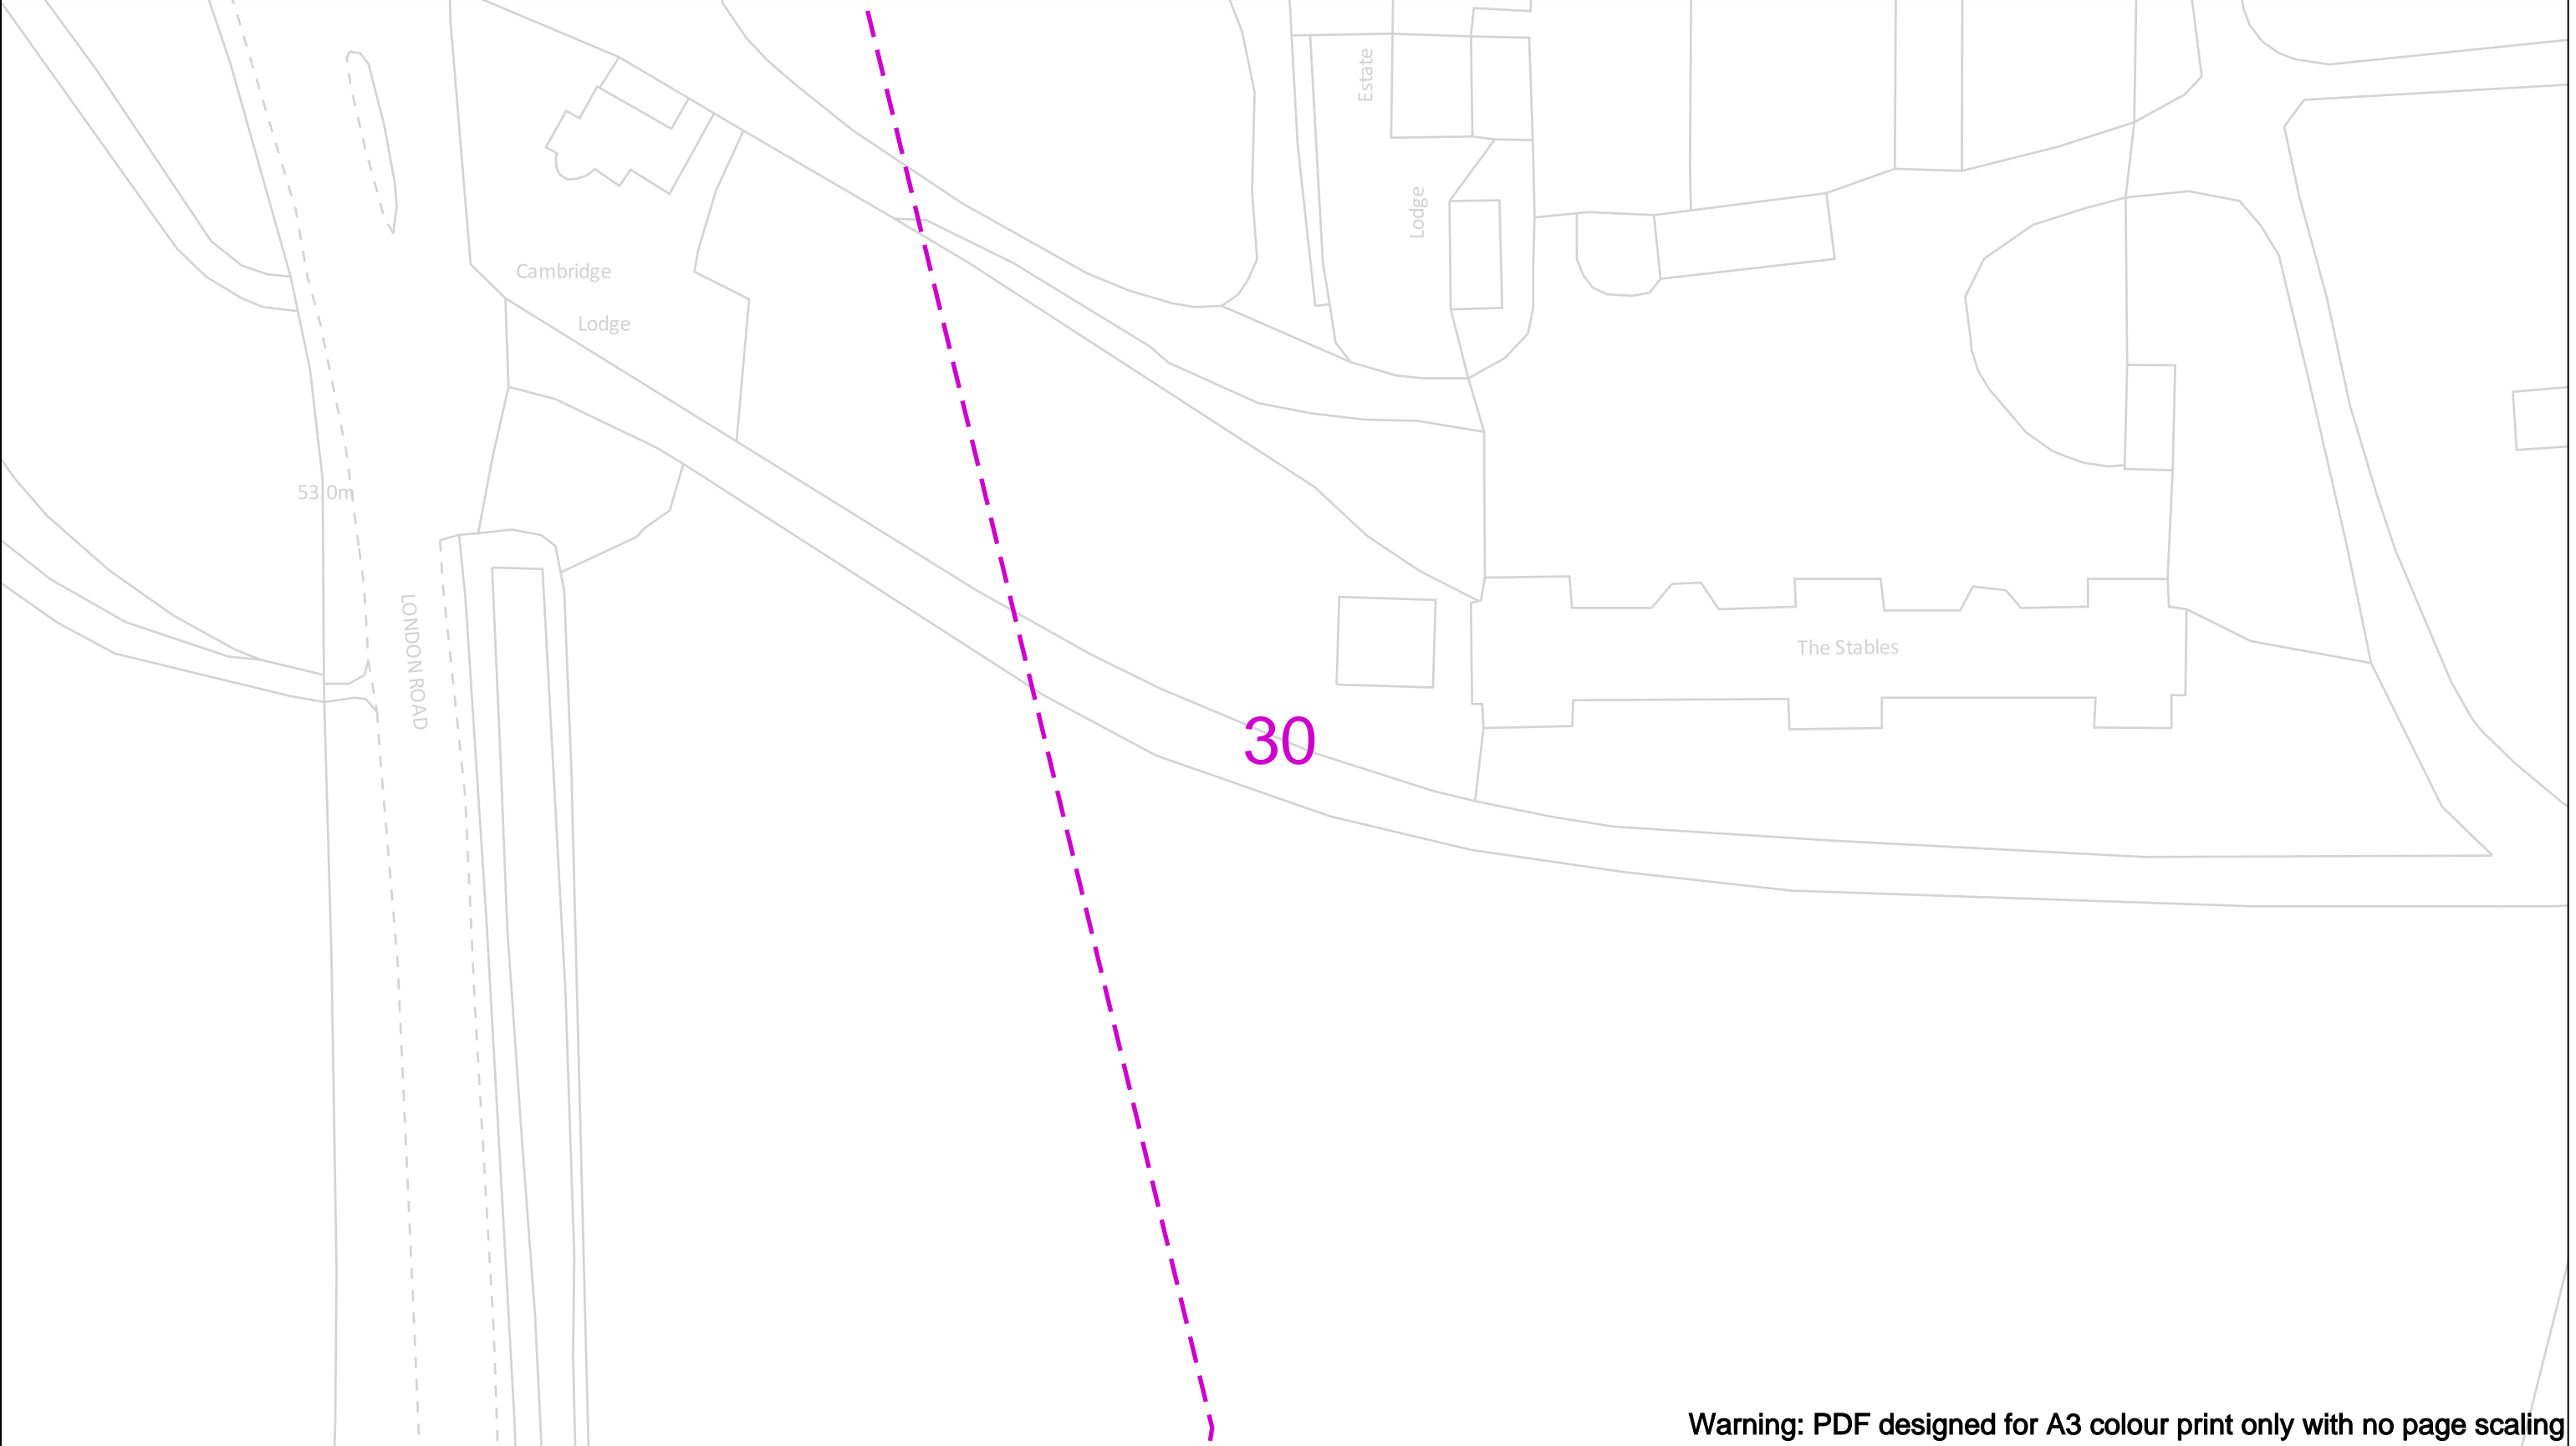 Estate
Lodge
Cambridge
Lodge
53.0m
LONDON ROAD
The Stables
30
Warning: PDF designed for A3 colour print only with no page scaling